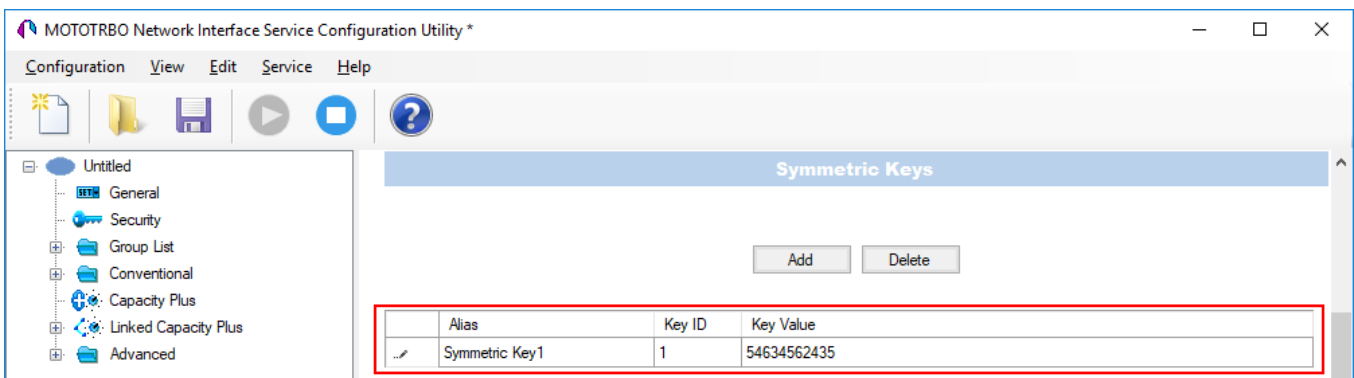 MOTOTRBO Network Interface Service Configuration Utility *
Configuration View Edit Service Help
Untitled
SET
General
Security
Group List
Conventional
Capacity Plus
Linked Capacity Plus
Advanced
Symmetric Keys
Add Delete
Alias Key ID Key Value
Symmetric Key1 1 54634562435